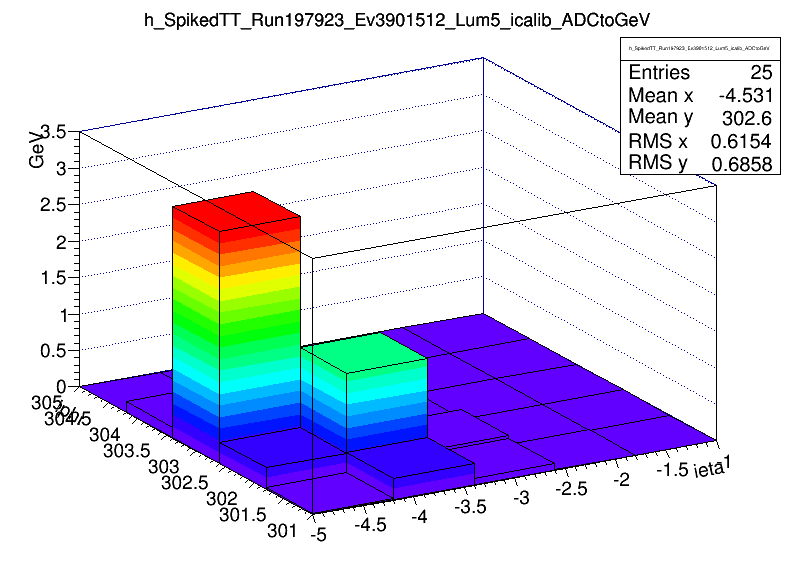 h_SpikedTT_Run197923_Ev3901512_Lum5_icalib_ADCtoGeV
h_SpikedTT_Run197923_Ev3901512_Lum5_icalib_ADCtoGeV
Entries 25
Mean x -4.531
Mean y 302.6
RMS x 0.6154
RMS y 0.6858
GeV
3.5
3
2.5
2
1.5
1
0.5
0
305
304.5
304
303.5
303
302.5
302
301.5
301
-5
-4.5
-4
-3.5
-3
-2.5
-2
-1.5
ieta